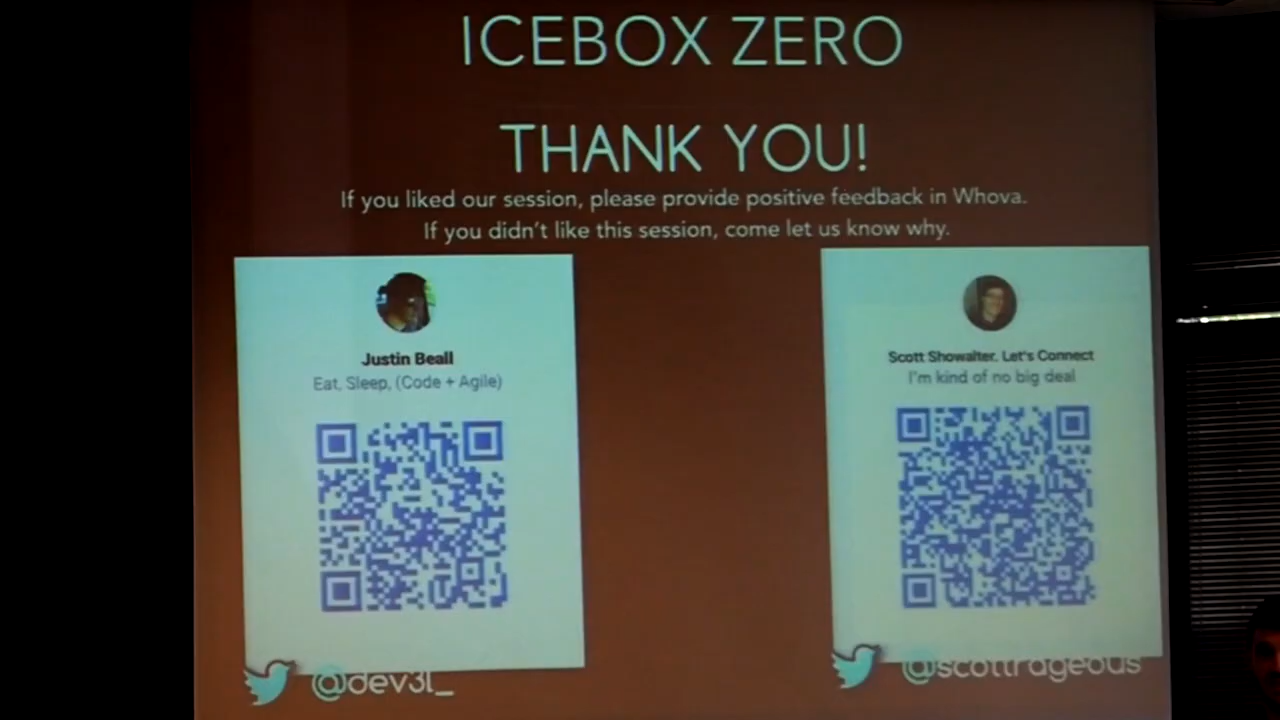 ICEBOX ZERO
THANK YOU!
If you liked our session, please provide positive feedback in Whova.
If you didn't like this session, come let us know why.
Justin Beall
Eat, Sleep, (Code + Agile)
Scott Showalter, Let's Connect
I'm kind of no big deal
@dev3l_
@scottrageous